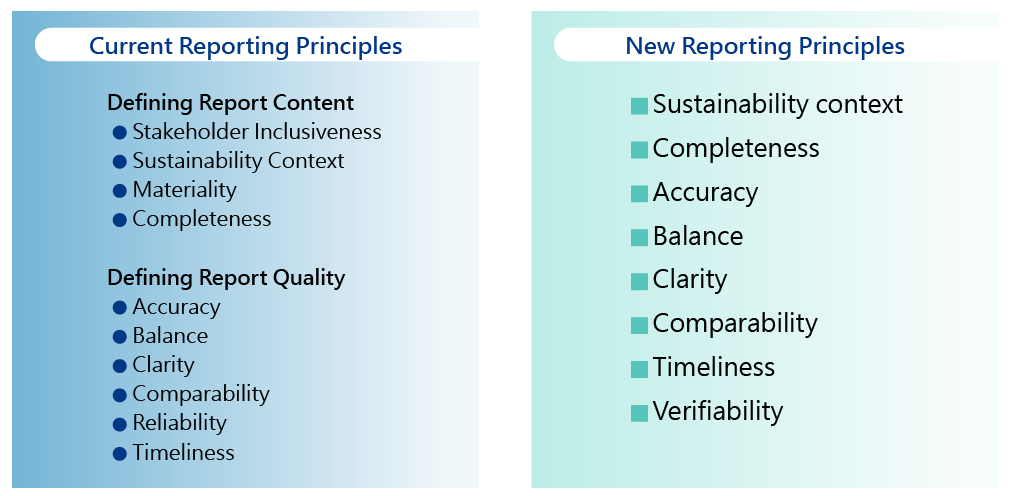 Current Reporting Principles
Defining Report Content
Stakeholder Inclusiveness
Sustainability Context
Materiality
Completeness
Defining Report Quality
Accuracy
Balance
Clarity
Comparability
Reliability
Timeliness
New Reporting Principles
Sustainability context
Completeness
Accuracy
Balance
Clarity
Comparability
Timeliness
Verifiability